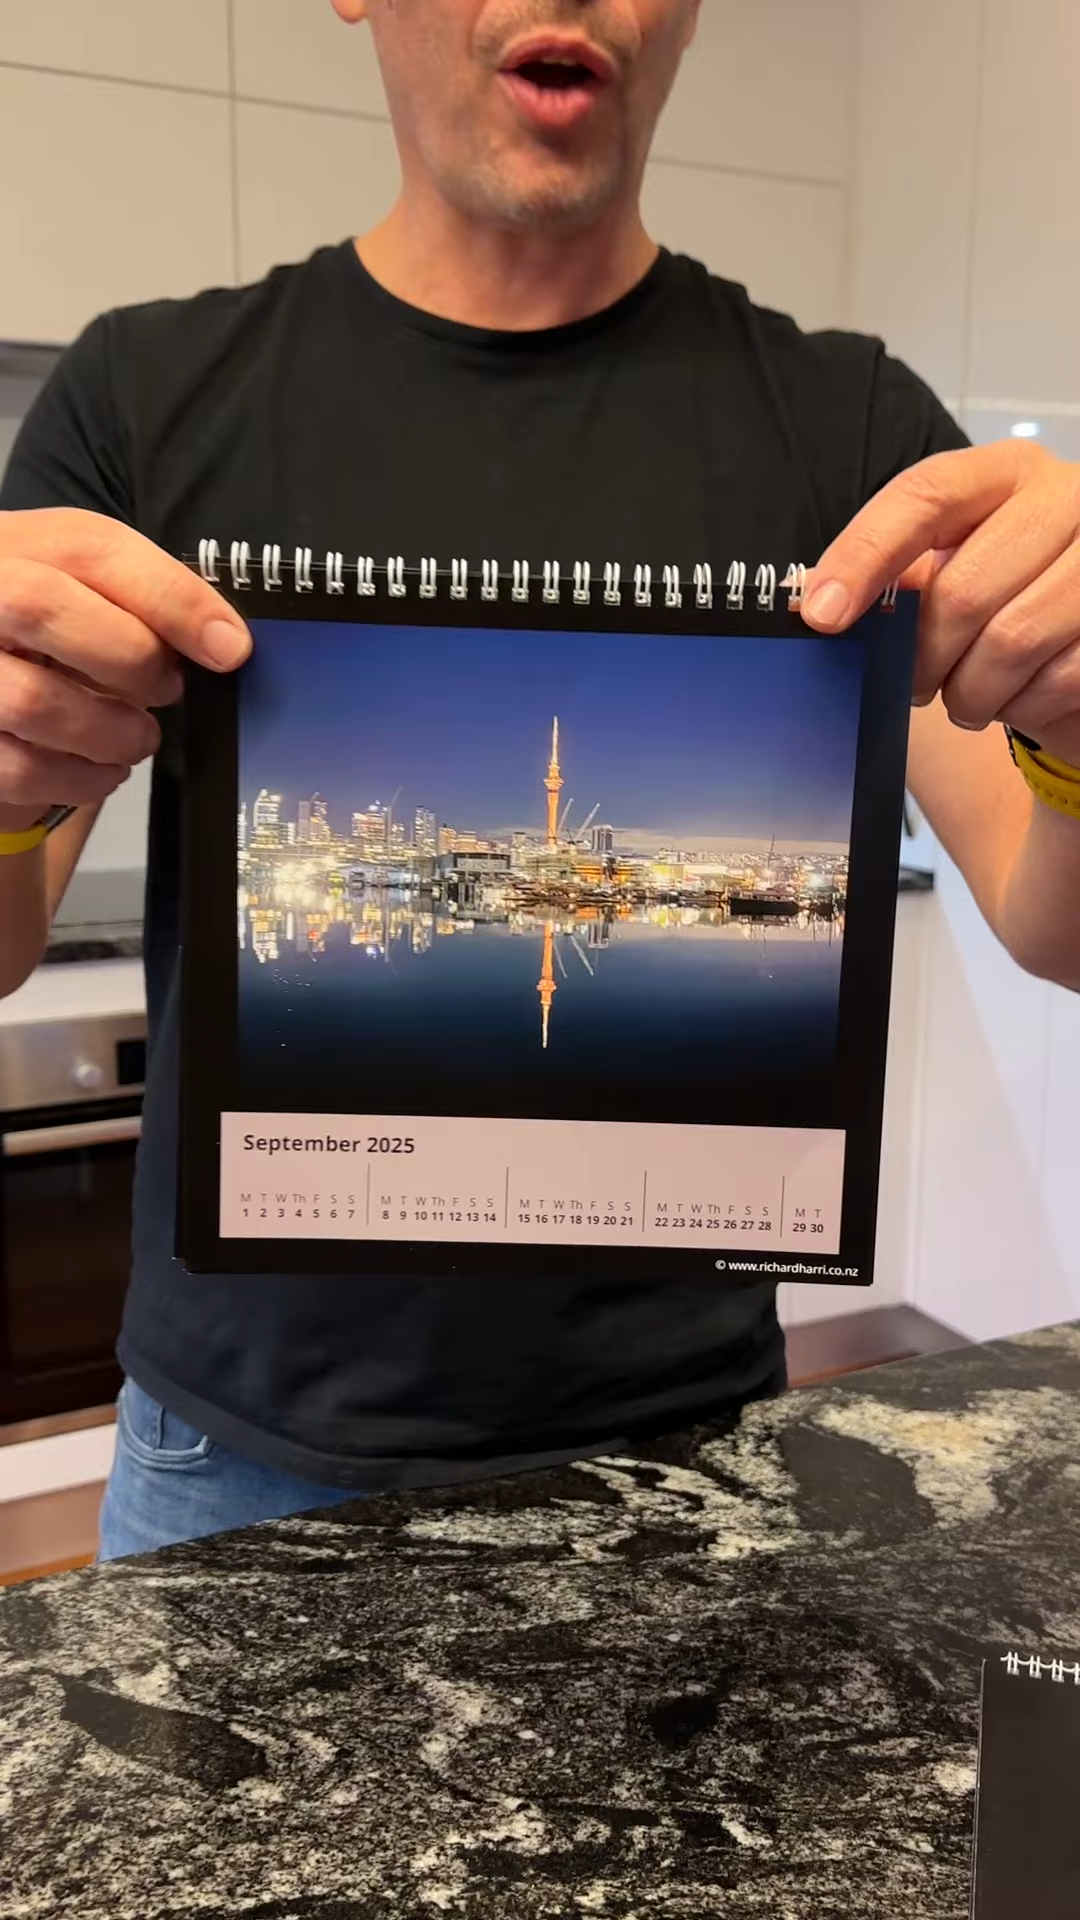 September 2025
M T W Th F S S M T W Th F S S M T W Th F S S M T W Th F S S M T
1 2 3 4 5 6 7 8 9 10 11 12 13 14 15 16 17 18 19 20 21 22 23 24 25 26 27 28 29 30
© www.richardharri.co.nz